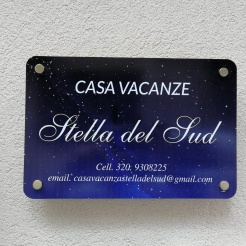 CASA VACANZE
Stella del Sud
Cell. 320. 9308225
email. casavacanzastelladelsud@gmail.com